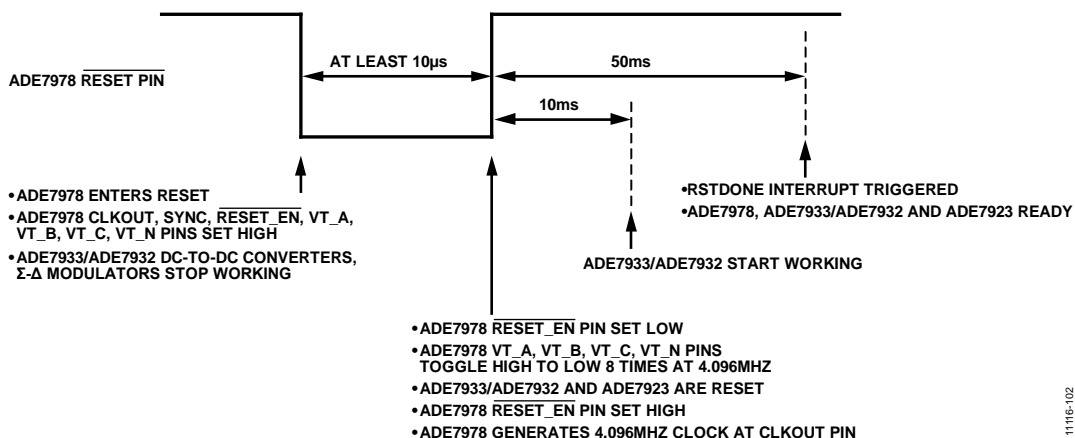 AT LEAST 10µs
50ms
ADE7978 RESET PIN
10ms
•ADE7978 ENTERS RESET
•ADE7978 CLKOUT, SYNC, RESET_EN, VT_A,
VT_B, VT_C, VT_N PINS SET HIGH
•ADE7933/ADE7932 DC-TO-DC CONVERTERS,
Σ-Δ MODULATORS STOP WORKING
•RSTDONE INTERRUPT TRIGGERED
•ADE7978, ADE7933/ADE7932 AND ADE7923 READY
ADE7933/ADE7932 START WORKING
•ADE7978 RESET_EN PIN SET LOW
•ADE7978 VT_A, VT_B, VT_C, VT_N PINS
TOGGLE HIGH TO LOW 8 TIMES AT 4.096MHZ
•ADE7933/ADE7932 AND ADE7923 ARE RESET
•ADE7978 RESET_EN PIN SET HIGH
•ADE7978 GENERATES 4.096MHZ CLOCK AT CLKOUT PIN
11116-102